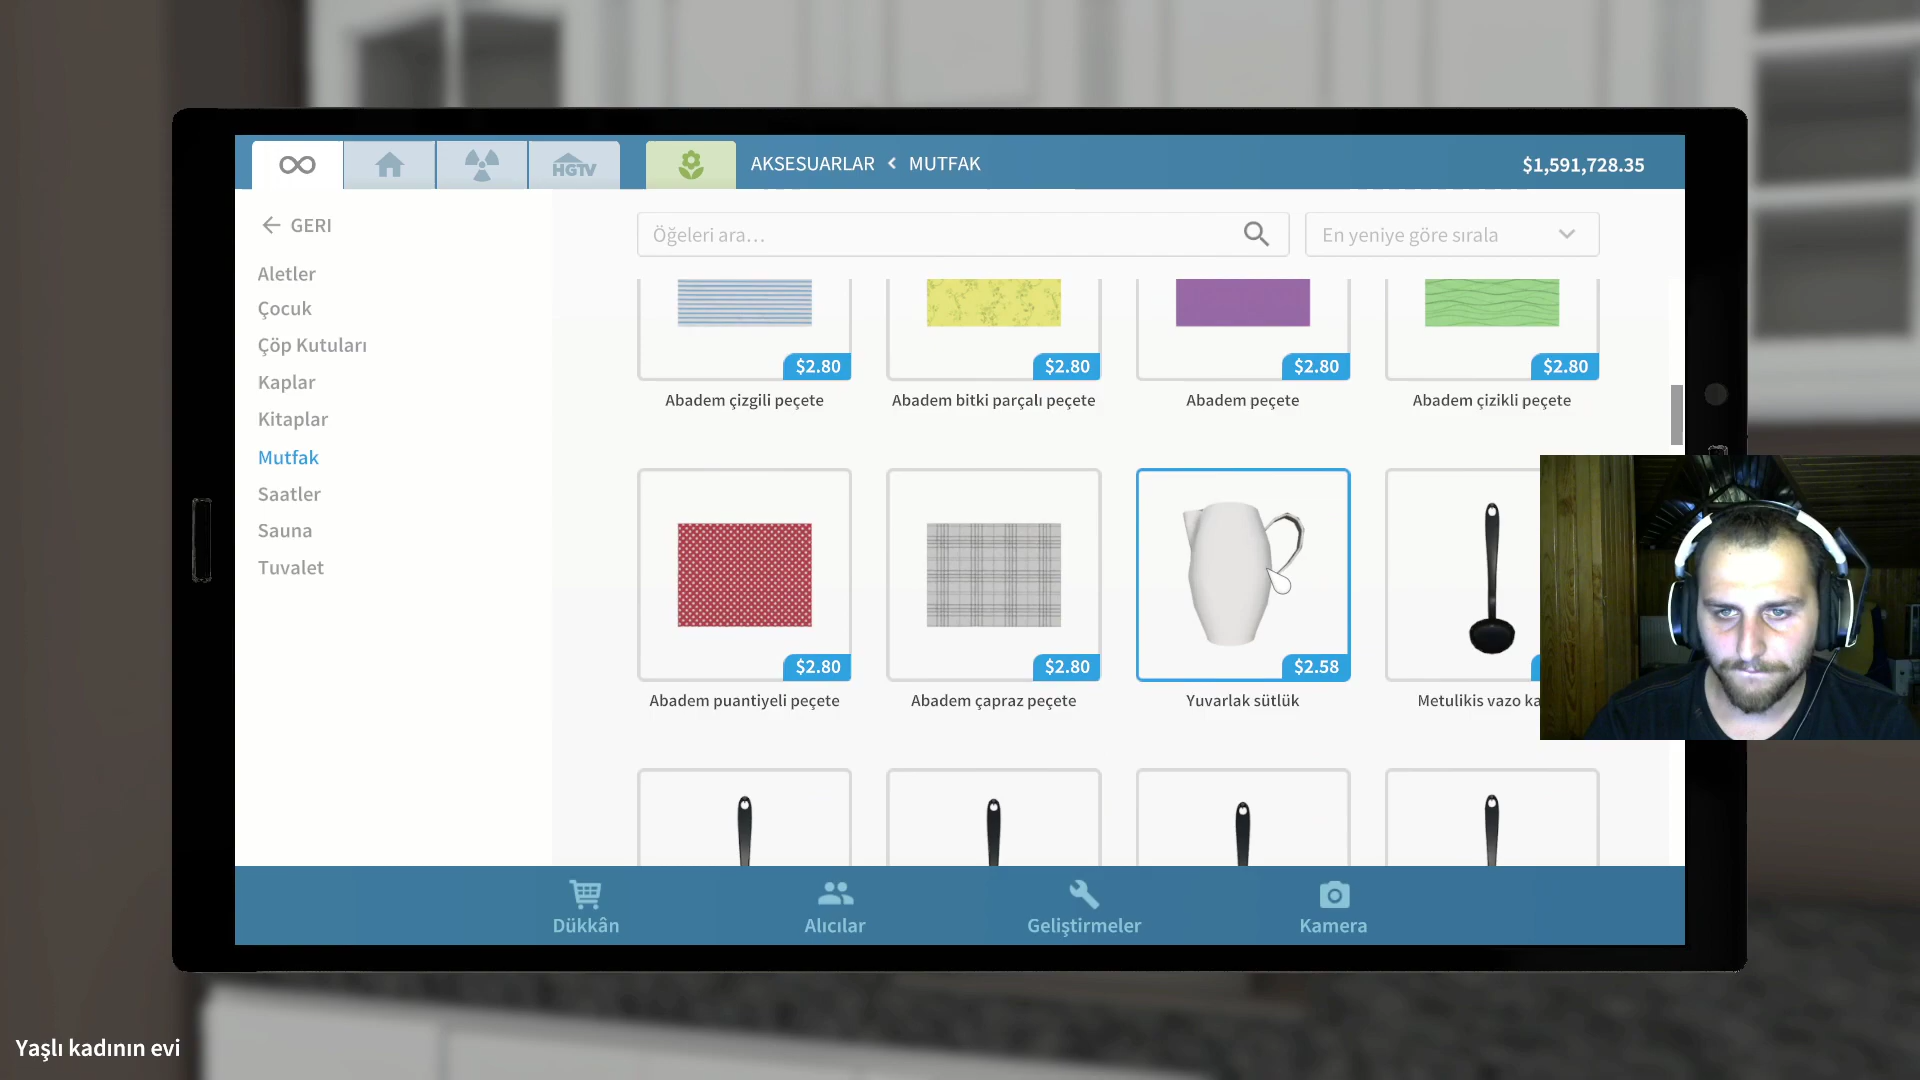 HGTV
AKSESUARLAR < MUTFAK
$1,591,728.35
GERI
Öğeleri ara...
En yeniye göre sırala
Aletler
Çocuk
Çöp Kutuları
Kaplar
Kitaplar
Mutfak
Saatler
Sauna
Tuvalet
$2.80
$2.80
$2.80
$2.80
Abadem çizgili peçete
Abadem bitki parçalı peçete
Abadem peçete
Abadem çizikli peçete
$2.80
$2.80
$2.58
Abadem puantiyeli peçete
Abadem çapraz peçete
Yuvarlak sütlük
Metulikis vazo ka
Dükkân
Alıcılar
Geliştirmeler
Kamera
Yaşlı kadının evi